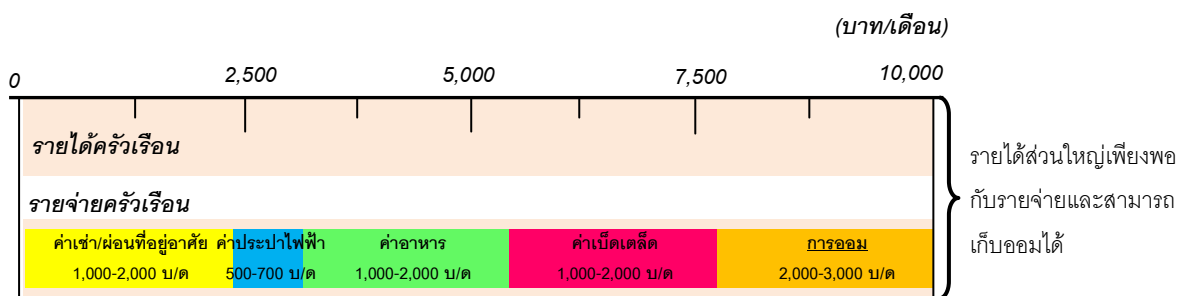 (บาท/เดือน)
0 2,500 5,000 7,500 10,000
รายได้ครัวเรือน
รายจ่ายครัวเรือน
ค่าเช่า/ผ่อนที่อยู่อาศัย ค่าประปาไฟฟ้า ค่าอาหาร ค่าเบ็ดเตล็ด การออม
1,000-2,000 บ/ด 500-700 บ/ด 1,000-2,000 บ/ด 1,000-2,000 บ/ด 2,000-3,000 บ/ด
รายได้ส่วนใหญ่เพียงพอ
กับรายจ่ายและสามารถ
เก็บออมได้